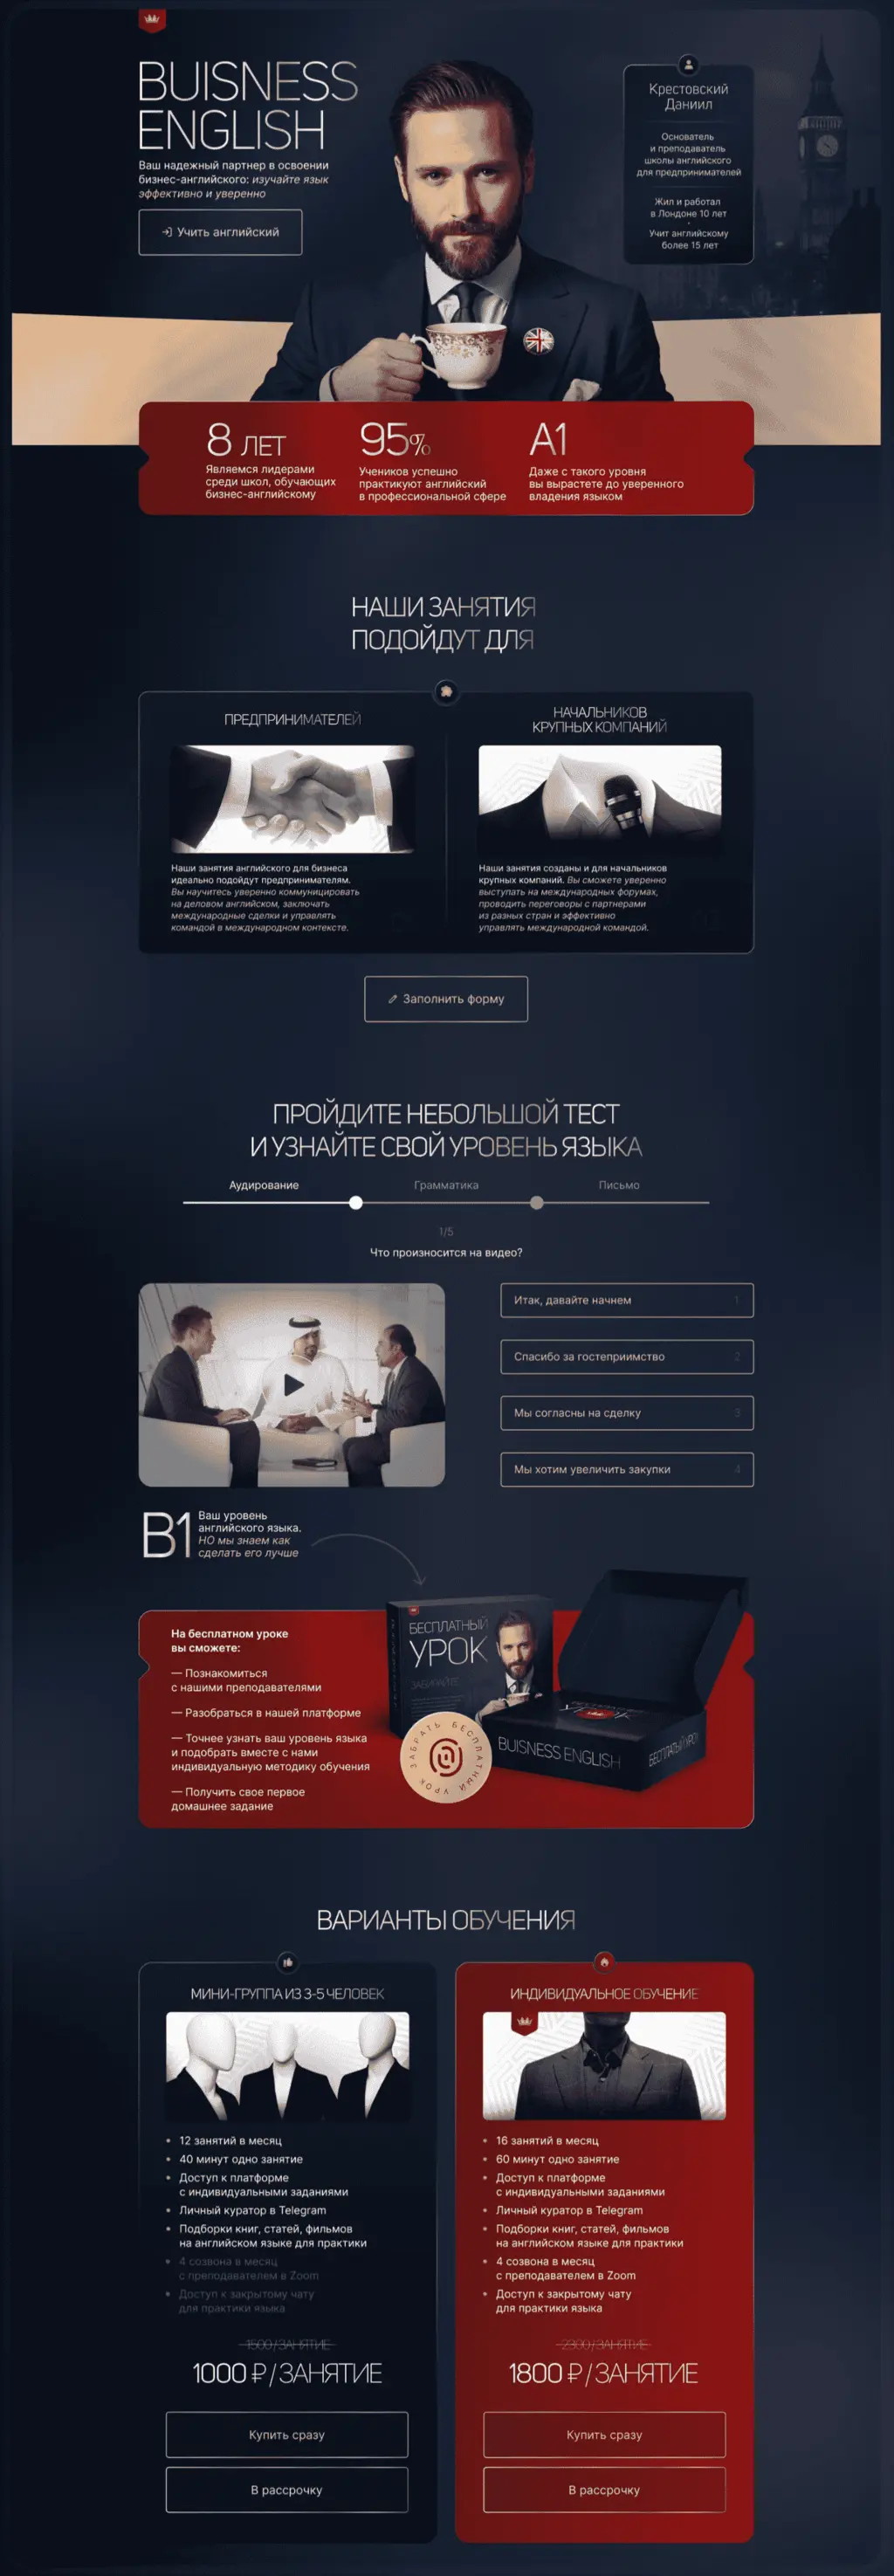 BUISNESS
ENGLISH
Ваш надежный партнер в освоении
бизнес-английского: изучайте язык
эффективно и уверенно
Учить английский
Крестовский
Даниил
Основатель
и преподаватель
школы английского
для предпринимателей
Жил и работал
в Лондоне 10 лет
Учит английскому
более 15 лет
8 ЛЕТ
Являемся лидерами
среди школ, обучающих
бизнес-английскому
95%
Учеников успешно
практикуют английский
в профессиональной сфере
A1
Даже с такого уровня
вы вырастете до уверенного
владения языком
НАШИ ЗАНЯТИЯ
ПОДОЙДУТ ДЛЯ
ПРЕДПРИНИМАТЕЛЕЙ
Наши занятия английского для бизнеса
идеально подойдут предпринимателям.
Вы научитесь уверенно коммуницировать
на деловом английском, заключать
международные сделки и управлять
командой в международном контексте.
НАЧАЛЬНИКОВ
КРУПНЫХ КОМПАНИЙ
Наши занятия созданы и для начальников
крупных компаний. Вы сможете уверенно
выступать на международных форумах,
проводить переговоры с партнерами
из разных стран и эффективно
управлять международной командой.
Заполнить форму
ПРОЙДИТЕ НЕБОЛЬШОЙ ТЕСТ
И УЗНАЙТЕ СВОЙ УРОВЕНЬ ЯЗЫКА
Аудирование
Грамматика
Письмо
1/5
Что произносится на видео?
Итак, давайте начнем 1
Спасибо за гостеприимство 2
Мы согласны на сделку 3
Мы хотим увеличить закупки 4
B1
Ваш уровень
английского языка.
НО мы знаем как
сделать его лучше
На бесплатном уроке
вы сможете:
— Познакомиться
с нашими преподавателями
— Разобраться в нашей платформе
— Точнее узнать ваш уровень языка
и подобрать вместе с нами
индивидуальную методику обучения
— Получить свое первое
домашнее задание
БЕСПЛАТНЫЙ
УРОК
ЗАБРАТЬ БЕСПЛАТНЫЙ УРОК
BUISNESS ENGLISH
БЕСПЛАТНЫЙ УРОК
ВАРИАНТЫ ОБУЧЕНИЯ
МИНИ-ГРУППА ИЗ 3-5 ЧЕЛОВЕК
• 12 занятий в месяц
• 40 минут одно занятие
• Доступ к платформе
с индивидуальными заданиями
• Личный куратор в Telegram
• Подборки книг, статей, фильмов
на английском языке для практики
• 4 созвона в месяц
с преподавателем в Zoom
• Доступ к закрытому чату
для практики языка
1500/ЗАНЯТИЕ
1000 ₽/ЗАНЯТИЕ
Купить сразу
В рассрочку
ИНДИВИДУАЛЬНОЕ ОБУЧЕНИЕ
• 16 занятий в месяц
• 60 минут одно занятие
• Доступ к платформе
с индивидуальными заданиями
• Личный куратор в Telegram
• Подборки книг, статей, фильмов
на английском языке для практики
• 4 созвона в месяц
с преподавателем в Zoom
• Доступ к закрытому чату
для практики языка
2300/ЗАНЯТИЕ
1800 ₽/ЗАНЯТИЕ
Купить сразу
В рассрочку